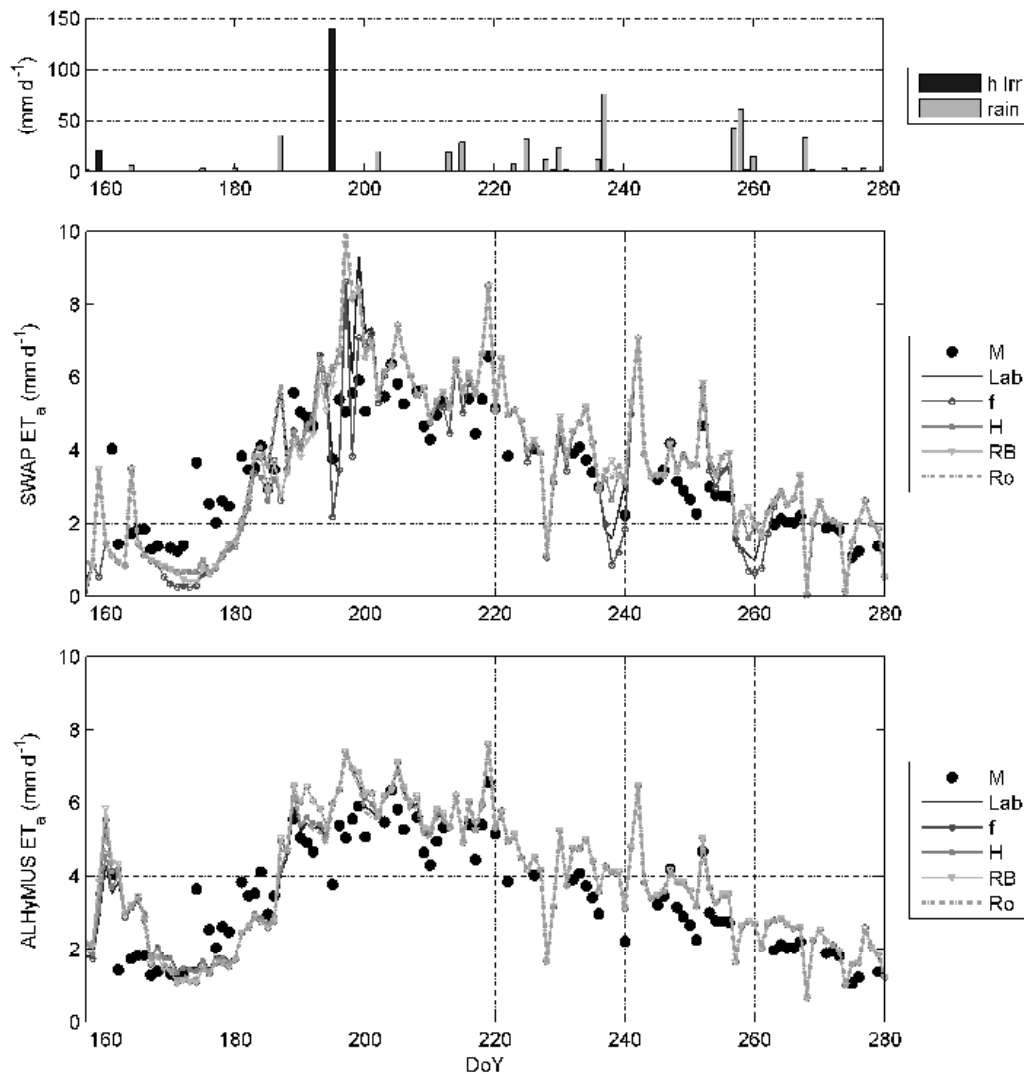 150
100
50
0
(mm d-1)
160 180 200 220 240 260 280
h Irr
rain
10
8
6
4
2
0
SWAP ETa (mm d-1)
160 180 200 220 240 260 280
M
Lab
f
H
RB
Ro
10
8
6
4
2
0
ALHyMUS ETa (mm d-1)
160 180 200 220 240 260 280
DoY
M
Lab
f
H
RB
Ro